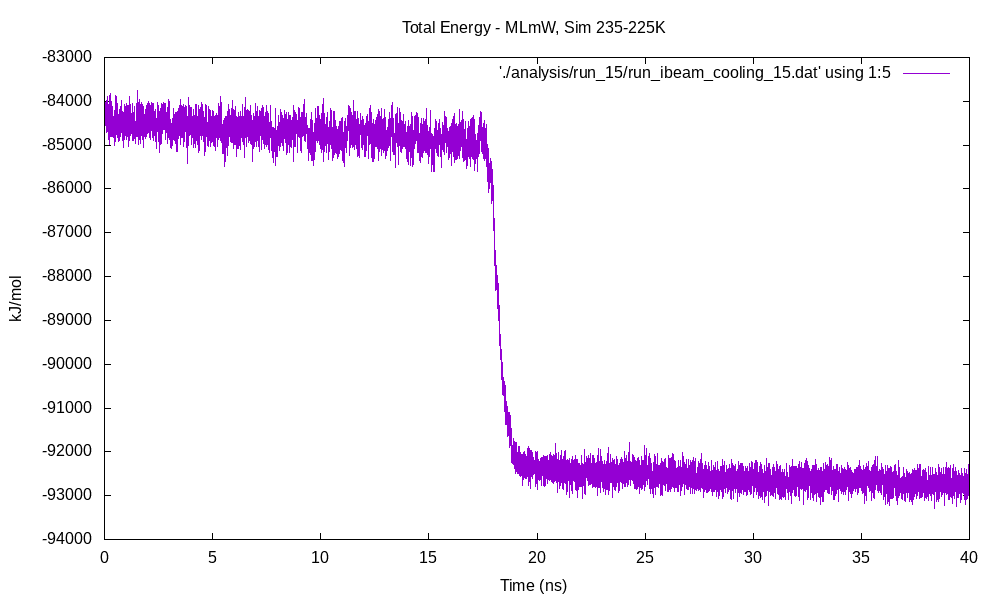 Total Energy - MLmW, Sim 235-225K
'./analysis/run_15/run_ibeam_cooling_15.dat' using 1:5
-83000
-84000
-85000
-86000
-87000
-88000
-89000
-90000
-91000
-92000
-93000
-94000
kJ/mol
0 5 10 15 20 25 30 35 40
Time (ns)